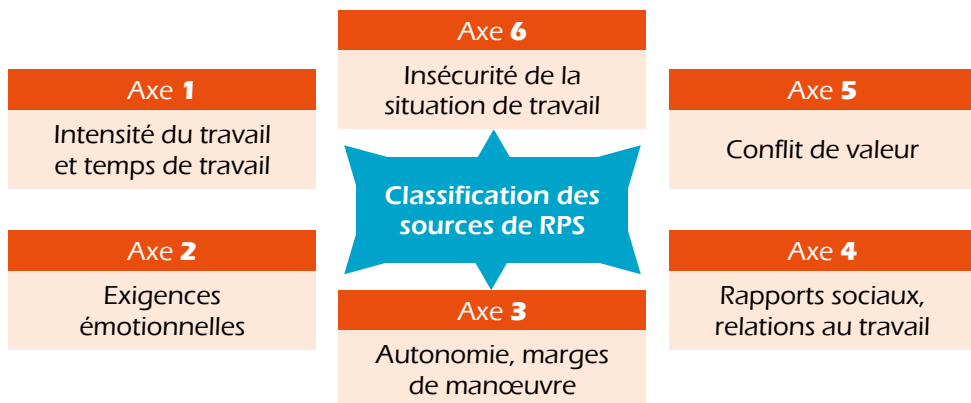 Axe 6
Insécurité de la
situation de travail
Axe 1
Intensité du travail
et temps de travail
Axe 5
Conflit de valeur
Classification des
sources de RPS
Axe 2
Exigences
émotionnelles
Axe 4
Rapports sociaux,
relations au travail
Axe 3
Autonomie, marges
de manœuvre